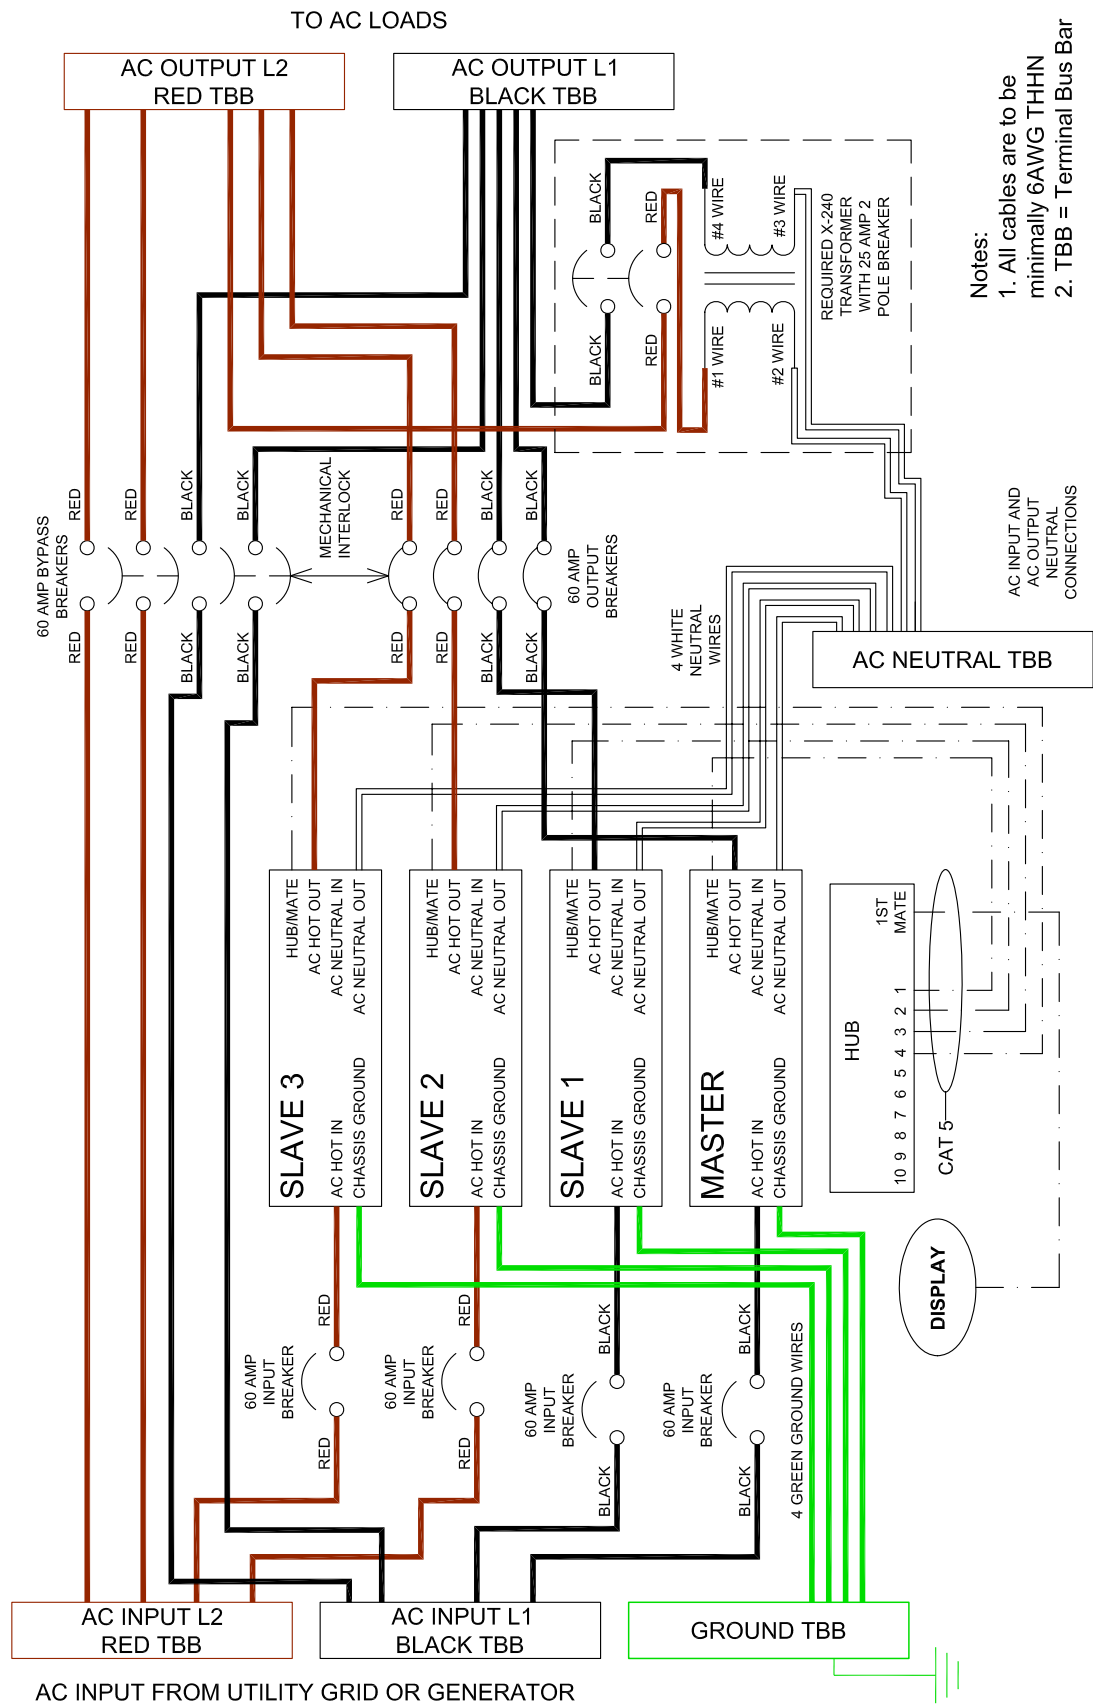 TO AC LOADS
AC OUTPUT L2
RED TBB
AC OUTPUT L1
BLACK TBB
Notes:
1. All cables are to be
minimally 6AWG THHN
2. TBB = Terminal Bus Bar
BLACK
RED
#4 WIRE
#3 WIRE
BLACK
RED
#1 WIRE
#2 WIRE
REQUIRED X-240
TRANSFORMER
WITH 25 AMP 2
POLE BREAKER
60 AMP BYPASS
BREAKERS
RED
RED
BLACK
BLACK
MECHANICAL
INTERLOCK
RED
RED
BLACK
BLACK
60 AMP
OUTPUT
BREAKERS
RED
RED
BLACK
BLACK
RED
RED
BLACK
BLACK
4 WHITE
NEUTRAL
WIRES
AC INPUT AND
AC OUTPUT
NEUTRAL
CONNECTIONS
AC NEUTRAL TBB
SLAVE 3
HUB/MATE
AC HOT OUT
AC NEUTRAL IN
AC NEUTRAL OUT
AC HOT IN
CHASSIS GROUND
SLAVE 2
HUB/MATE
AC HOT OUT
AC NEUTRAL IN
AC NEUTRAL OUT
AC HOT IN
CHASSIS GROUND
SLAVE 1
HUB/MATE
AC HOT OUT
AC NEUTRAL IN
AC NEUTRAL OUT
AC HOT IN
CHASSIS GROUND
MASTER
HUB/MATE
AC HOT OUT
AC NEUTRAL IN
AC NEUTRAL OUT
AC HOT IN
CHASSIS GROUND
HUB
1ST
MATE
10 9 8 7 6 5 4 3 2 1
CAT 5
DISPLAY
RED
60 AMP
INPUT
BREAKER
RED
RED
60 AMP
INPUT
BREAKER
RED
BLACK
60 AMP
INPUT
BREAKER
BLACK
BLACK
60 AMP
INPUT
BREAKER
BLACK
4 GREEN GROUND WIRES
AC INPUT L2
RED TBB
AC INPUT L1
BLACK TBB
GROUND TBB
AC INPUT FROM UTILITY GRID OR GENERATOR